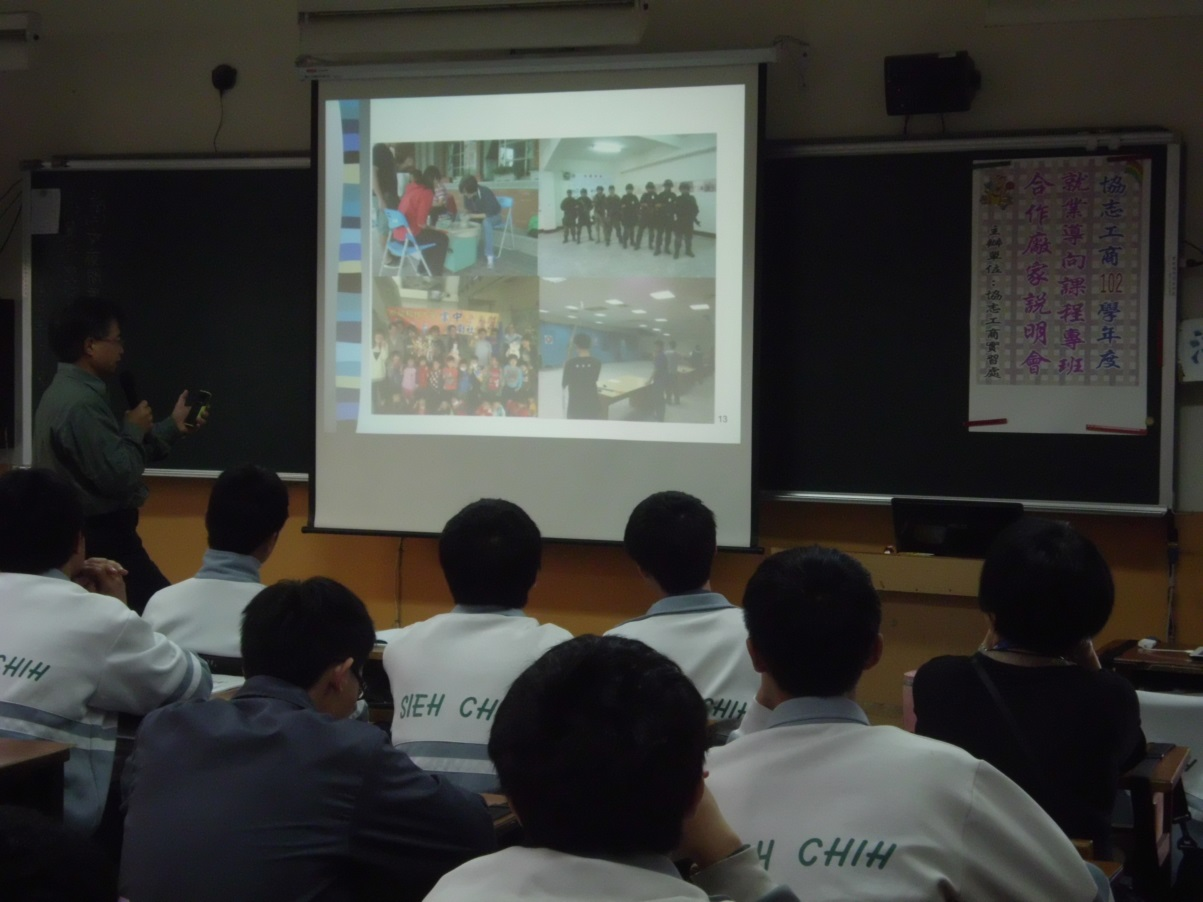 協志工商102學年度
就業導向課程專班
合作廠家說明會
主辦單位：協志工商實習處
13
CHIH
SIEH CH
CHIH
CHIH